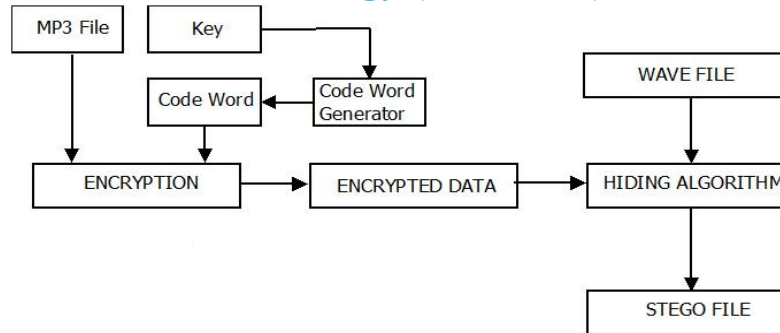 MP3 File
Key
Code Word
Code Word
Generator
WAVE FILE
ENCRYPTION
ENCRYPTED DATA
HIDING ALGORITHM
STEGO FILE